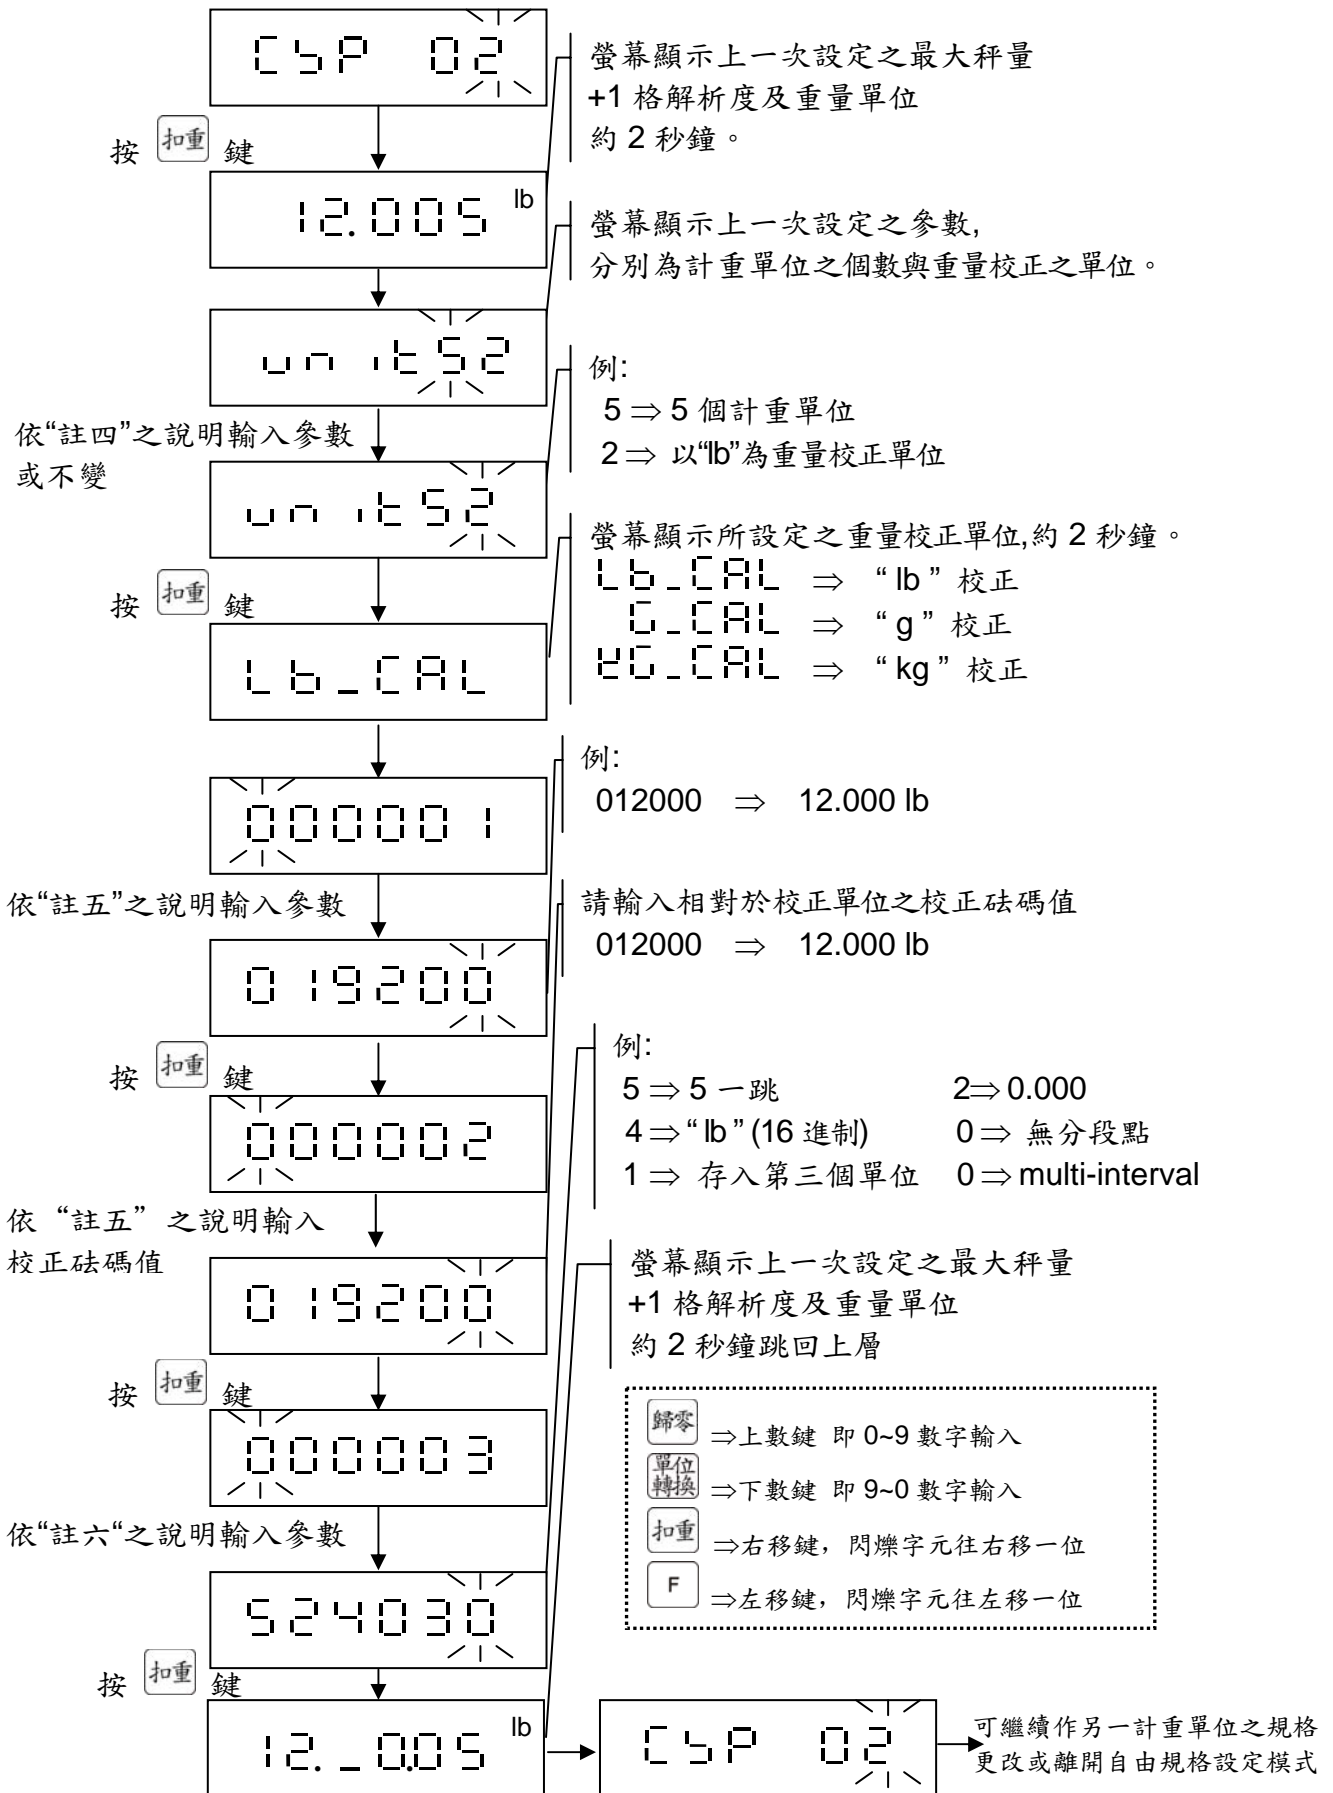 CSP 02
螢幕顯示上一次設定之最大秤量
+1 格解析度及重量單位
約 2 秒鐘。
按 扣重 鍵
12.005 lb
螢幕顯示上一次設定之參數,
分別為計重單位之個數與重量校正之單位。
unit52
例:
5 ⇒ 5 個計重單位
2 ⇒ 以“lb”為重量校正單位
依“註四”之說明輸入參數
或不變
unit52
螢幕顯示所設定之重量校正單位,約 2 秒鐘。
Lb_CAL ⇒ “ lb ” 校正
G_CAL ⇒ “ g ” 校正
KG_CAL ⇒ “ kg ” 校正
按 扣重 鍵
Lb_CAL
例:
012000 ⇒ 12.000 lb
000001
依“註五”之說明輸入參數
請輸入相對於校正單位之校正砝碼值
012000 ⇒ 12.000 lb
019200
按 扣重 鍵
000002
例:
5 ⇒ 5 一跳 2⇒ 0.000
4 ⇒ “ lb ” (16 進制) 0 ⇒ 無分段點
1 ⇒ 存入第三個單位 0 ⇒ multi-interval
依“註五”之說明輸入
校正砝碼值
019200
螢幕顯示上一次設定之最大秤量
+1 格解析度及重量單位
約 2 秒鐘跳回上層
按 扣重 鍵
000003
歸零 ⇒上數鍵 即 0~9 數字輸入
單位轉換 ⇒下數鍵 即 9~0 數字輸入
扣重 ⇒右移鍵，閃爍字元往右移一位
F ⇒左移鍵，閃爍字元往左移一位
依“註六“之說明輸入參數
524030
按 扣重 鍵
12._0.05 lb
CSP 02
可繼續作另一計重單位之規格
更改或離開自由規格設定模式